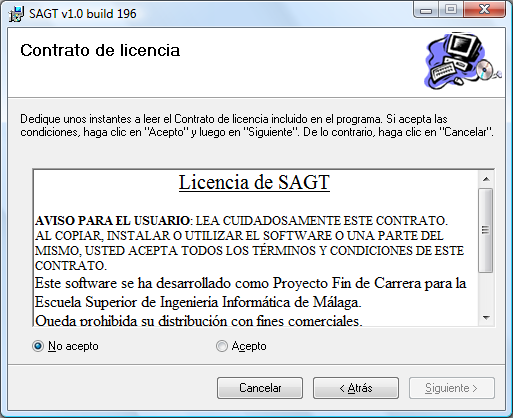 SAGT v1.0 build 196
Contrato de licencia
Dedique unos instantes a leer el Contrato de licencia incluido en el programa. Si acepta las
condiciones, haga clic en "Acepto" y luego en "Siguiente". De lo contrario, haga clic en "Cancelar".
Licencia de SAGT
AVISO PARA EL USUARIO: LEA CUIDADOSAMENTE ESTE CONTRATO.
AL COPIAR, INSTALAR O UTILIZAR EL SOFTWARE O UNA PARTE DEL
MISMO, USTED ACEPTA TODOS LOS TÉRMINOS Y CONDICIONES DE ESTE
CONTRATO.
Este software se ha desarrollado como Proyecto Fin de Carrera para la
Escuela Superior de Ingeniería Informática de Málaga.
Queda prohibida su distribución con fines comerciales.
No acepto
Acepto
Cancelar
< Atrás
Siguiente >